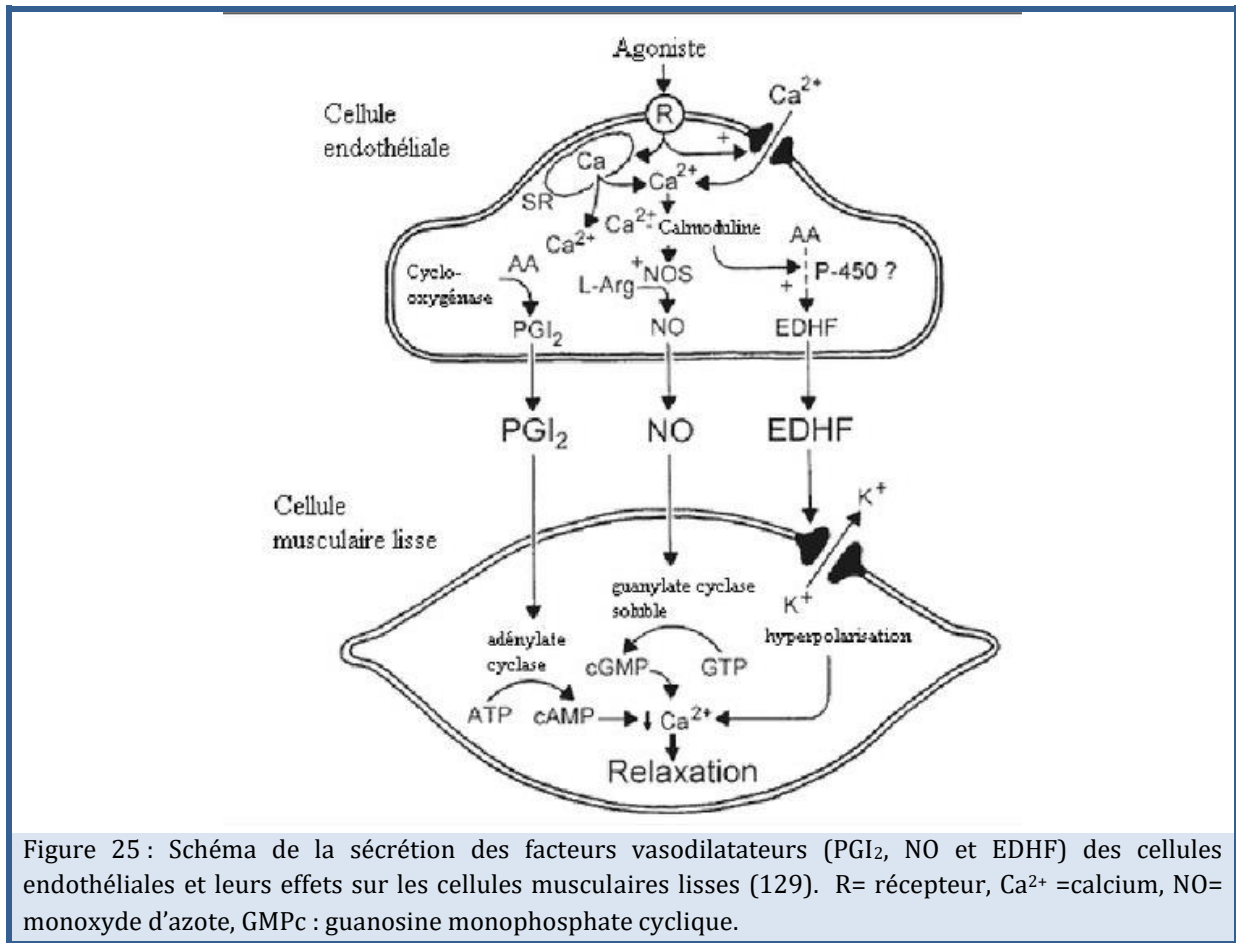 Agoniste
Cellule
endothéliale
R
Ca²⁺
+
Ca
Ca²⁺
SR
Ca²⁺
Ca²⁺ - Calmoduline
AA
Cyclo-
oxygénase
AA
+
NOS
L-Arg
P-450 ?
+
PGI₂
NO
EDHF
PGI₂
NO
EDHF
Cellule
musculaire lisse
K⁺
K⁺
guanylate cyclase
soluble
hyperpolarisation
adénylate
cyclase
cGMP
GTP
ATP
cAMP
Ca²⁺
Relaxation
Figure 25 : Schéma de la sécrétion des facteurs vasodilatateurs (PGI₂, NO et EDHF) des cellules
endothéliales et leurs effets sur les cellules musculaires lisses (129). R= récepteur, Ca²⁺ =calcium, NO=
monoxyde d'azote, GMPc : guanosine monophosphate cyclique.